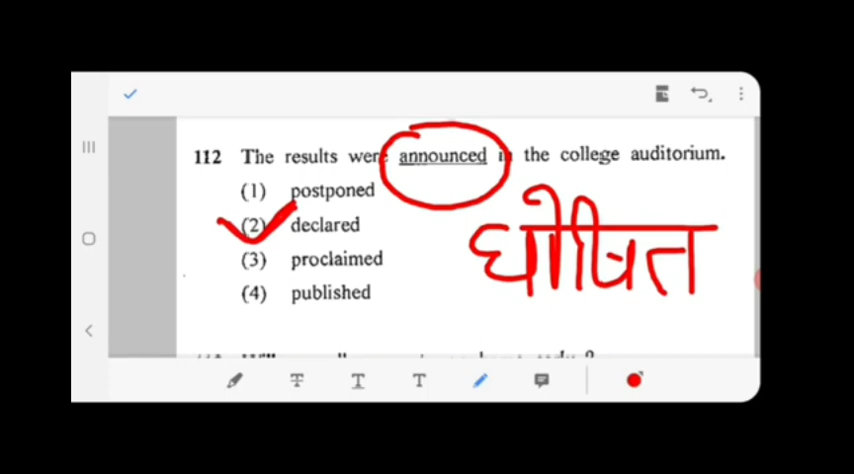 112 The results were announced in the college auditorium.
(1) postponed
(2) declared
घोषित
(3) proclaimed
(4) published
T T T